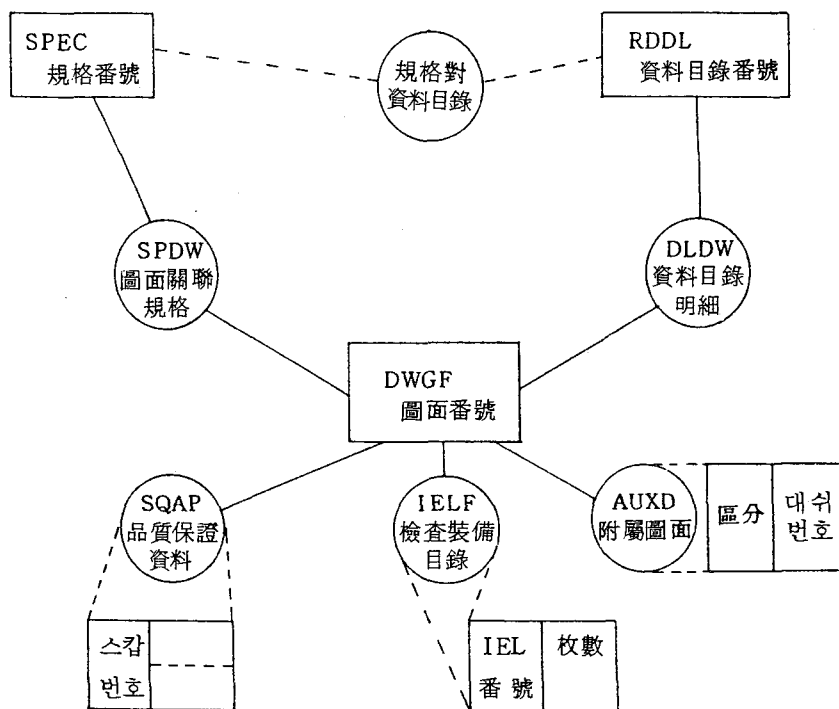 SPEC
規格番號
規格對
資料目錄
RDDL
資料目錄番號
SPDW
圖面關聯
規格
DLDW
資料目錄
明細
DWGF
圖面番號
SQAP
品質保證
資料
IELF
檢査裝備
目錄
AUXD
附屬圖面
區分
대쉬
번호
스캅
번호
IEL
番號
枚數